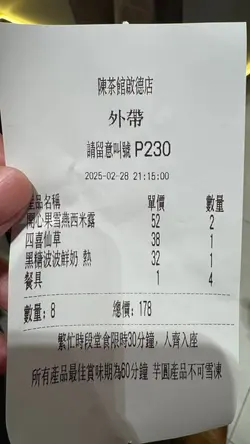 陳茶館啟德店
外帶
請留意叫號 P230
2025-02-28 21:15:00
產品名稱 單價 數量
開心果雪燕西米露 52 2
四喜仙草 38 1
黑糖波波鮮奶 熱 32 1
餐具 1 4
數量: 8 總價: 178
繁忙時段堂食限時30分鐘，人齊入座
所有產品最佳賞味期為60分鐘 芋圓產品不可雪凍